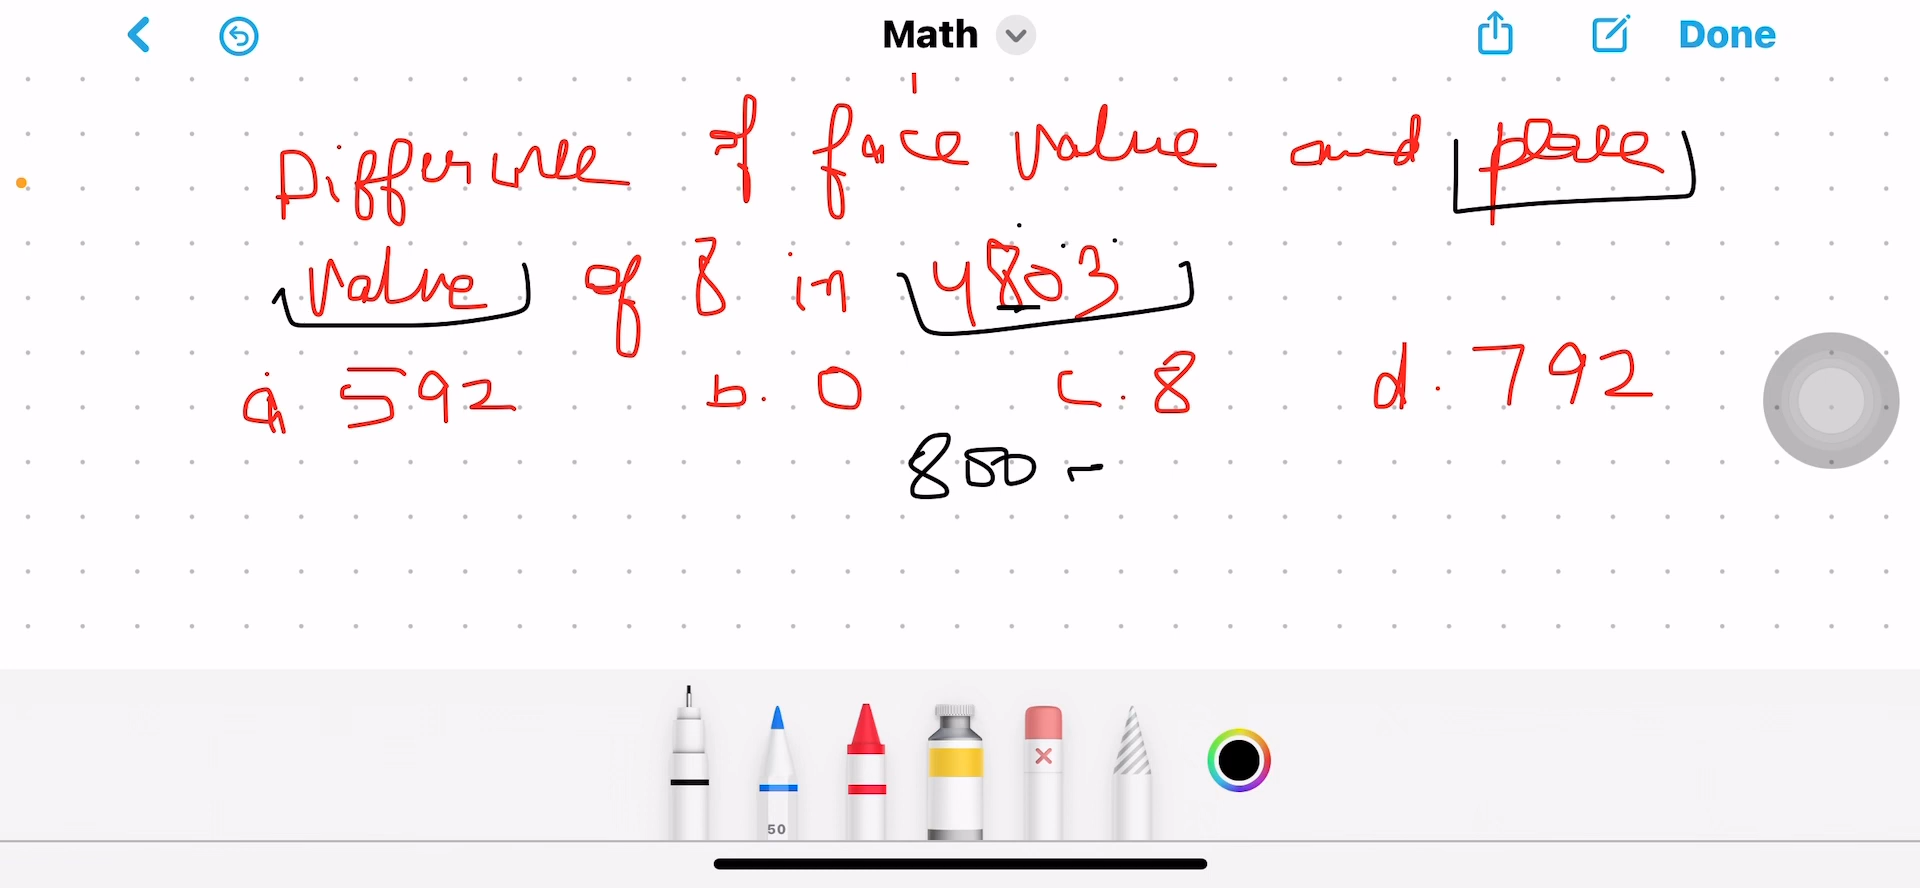 Math
Done
Difference of face value and place
value of 8 in 4803
a. 592 b. 0 c. 8 d. 792
800 -
50